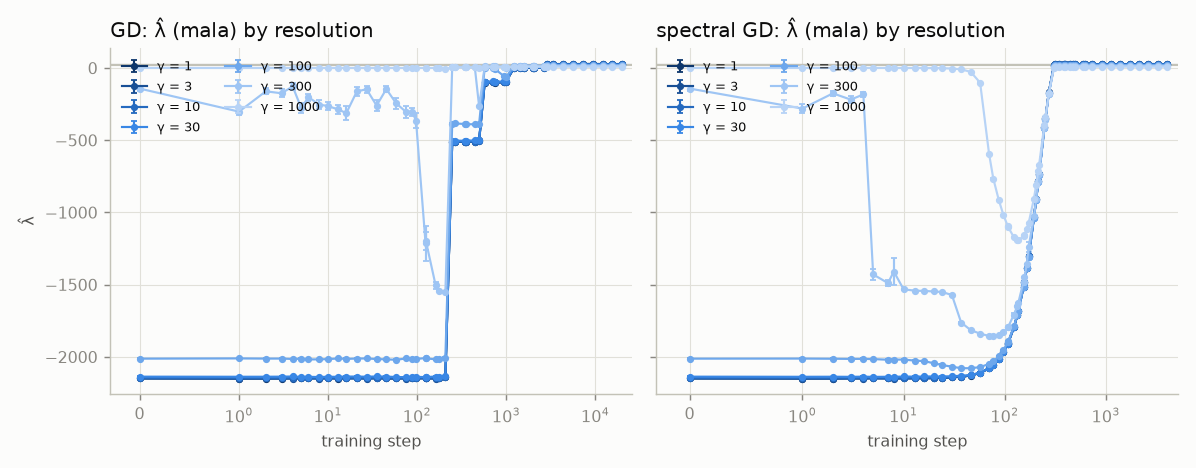 GD: λ̂ (mala) by resolution
γ = 1
γ = 3
γ = 10
γ = 30
γ = 100
γ = 300
γ = 1000
λ̂
0
−500
−1000
−1500
−2000
0
10⁰
10¹
10²
10³
10⁴
training step
spectral GD: λ̂ (mala) by resolution
γ = 1
γ = 3
γ = 10
γ = 30
γ = 100
γ = 300
γ = 1000
0
10⁰
10¹
10²
10³
training step